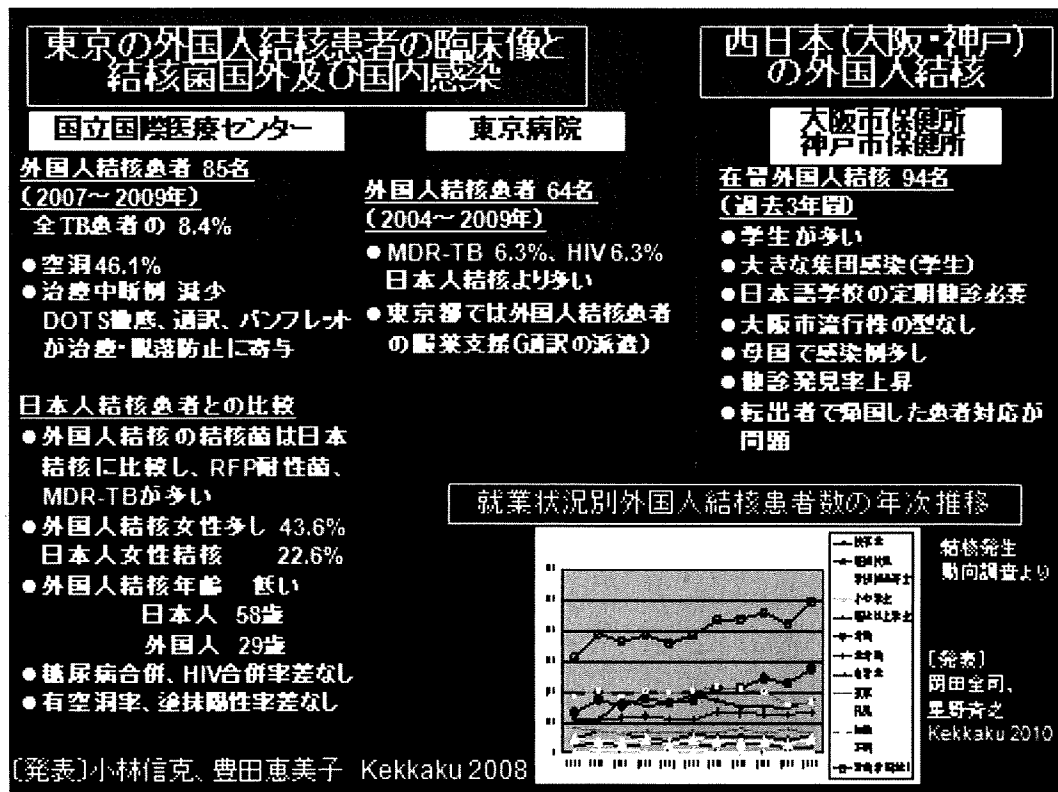 東京の外国人結核患者の臨床像と
結核菌国外及び国内感染
国立国際医療センター
外国人結核患者 85名
(2007～2009年)
全TB患者の 8.4%
●空洞46.1%
●治療中断例 減少
DOTS徹底、通訳、パンフレット
が治療・脱落防止に寄与
日本人結核患者との比較
●外国人結核の結核菌は日本
結核に比較し、RFP耐性菌、
MDR-TBが多い
●外国人結核女性多し 43.6%
日本人女性結核 22.6%
●外国人結核年齢 低い
日本人 58歳
外国人 29歳
●糖尿病合併、HIV合併率差なし
●有空洞率、塗抹陽性率差なし
[発表]小林信克、豊田恵美子 Kekkaku 2008
東京病院
外国人結核患者 64名
(2004～2009年)
●MDR-TB 6.3%、HIV 6.3%
日本人結核より多い
●東京都では外国人結核患者
の服薬支援(通訳の派遣)
西日本(大阪・神戸)
の外国人結核
大阪市保健所
神戸市保健所
在留外国人結核 94名
(過去3年間)
●学生が多い
●大きな集団感染(学生)
●日本語学校の定期健診必要
●大阪市流行株の型なし
●母国で感染例多し
●健診発見率上昇
●転出者で帰国した患者対応が
問題
就業状況別外国人結核患者数の年次推移
結核発生
動向調査より
[発表]
岡田全司、
星野斉之
Kekkaku 2010